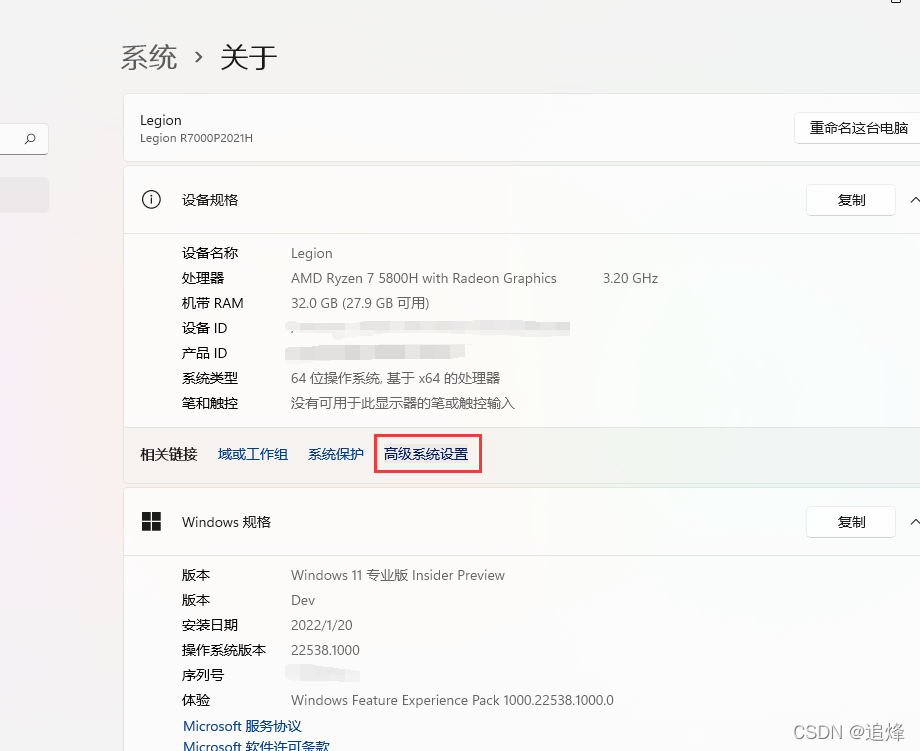 系统 › 关于
Legion
Legion R7000P2021H
重命名这台电脑
设备规格
复制
设备名称 Legion
处理器 AMD Ryzen 7 5800H with Radeon Graphics 3.20 GHz
机带 RAM 32.0 GB (27.9 GB 可用)
设备 ID
产品 ID
系统类型 64 位操作系统, 基于 x64 的处理器
笔和触控 没有可用于此显示器的笔或触控输入
相关链接 域或工作组 系统保护 高级系统设置
Windows 规格
复制
版本 Windows 11 专业版 Insider Preview
版本 Dev
安装日期 2022/1/20
操作系统版本 22538.1000
序列号
体验 Windows Feature Experience Pack 1000.22538.1000.0
Microsoft 服务协议
Microsoft 软件许可条款
CSDN @追烽